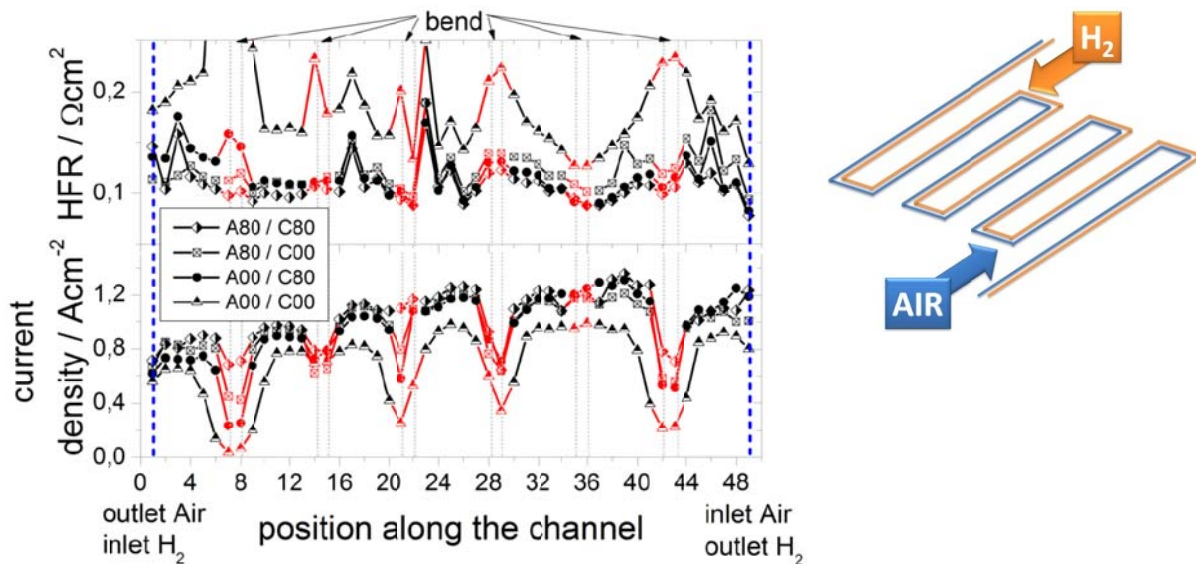 bend
HFR / Ωcm²
0,2
0,1
A80 / C80
A80 / C00
A00 / C80
A00 / C00
current
density / Acm⁻²
1,2
0,8
0,4
0,0
0 4 8 12 16 20 24 28 32 36 40 44 48
outlet Air
inlet H₂
position along the channel
inlet Air
outlet H₂
H₂
AIR